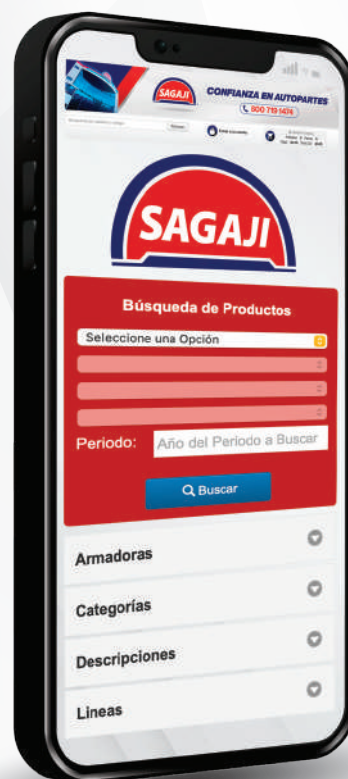 SAGAJI
CONFIANZA EN AUTOPARTES
800 719 1474
SAGAJI
Búsqueda de Productos
Seleccione una Opción
Periodo:
Año del Periodo a Buscar
Buscar
Armadoras
Categorías
Descripciones
Lineas